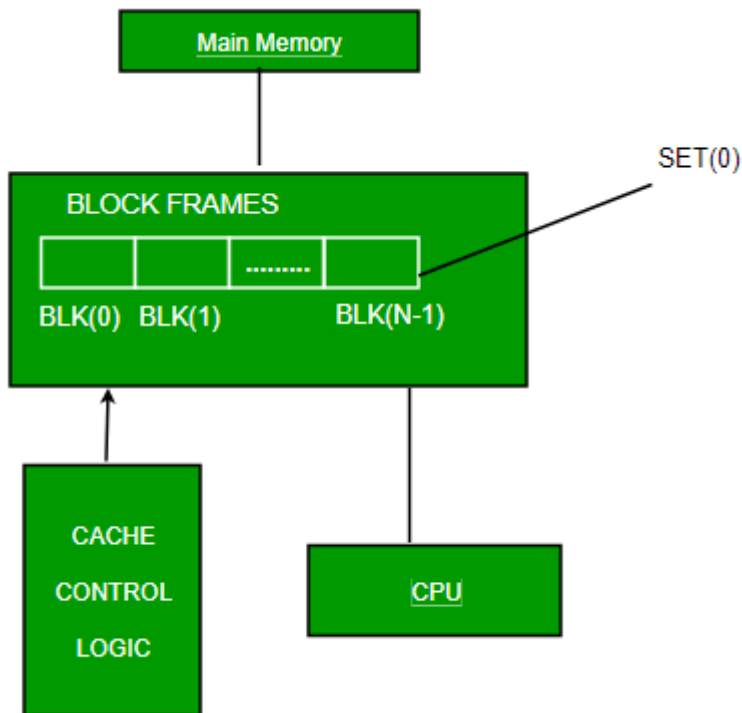 Main Memory
SET(0)
BLOCK FRAMES
.........
BLK(0) BLK(1) BLK(N-1)
CACHE
CONTROL
LOGIC
CPU